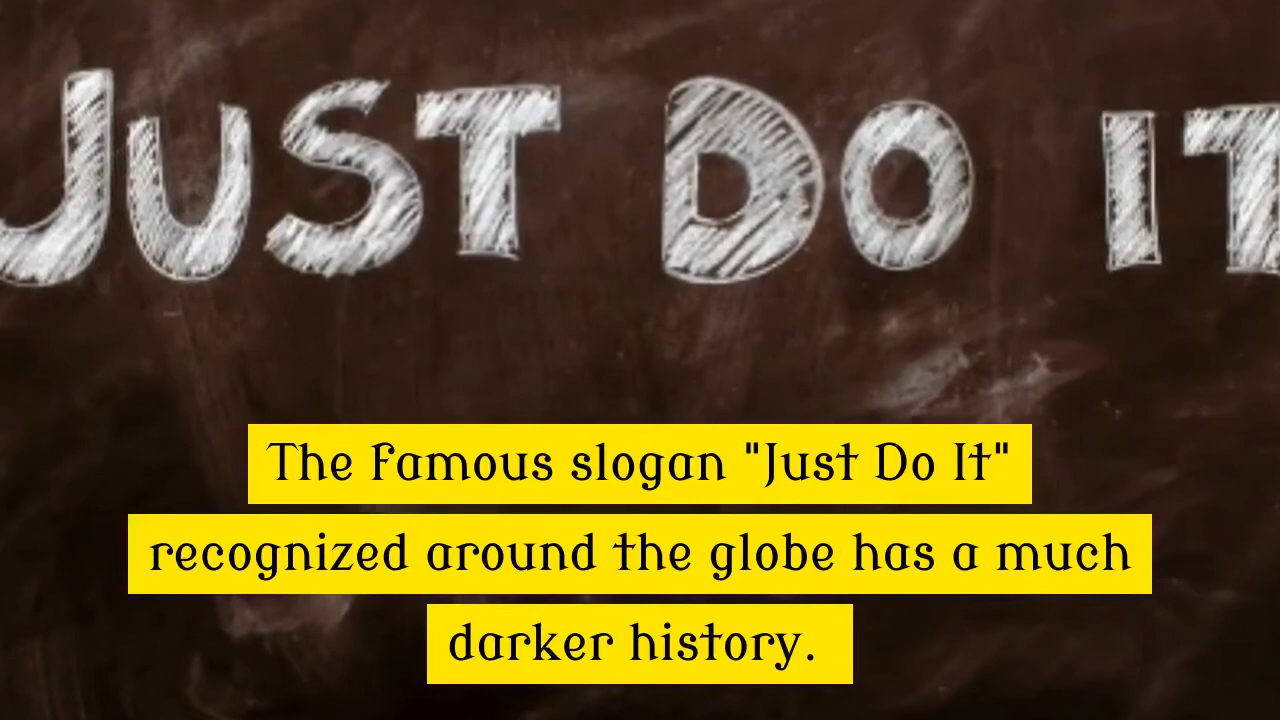 JUST DO IT
The famous slogan "Just Do It"
recognized around the globe has a much
darker history.